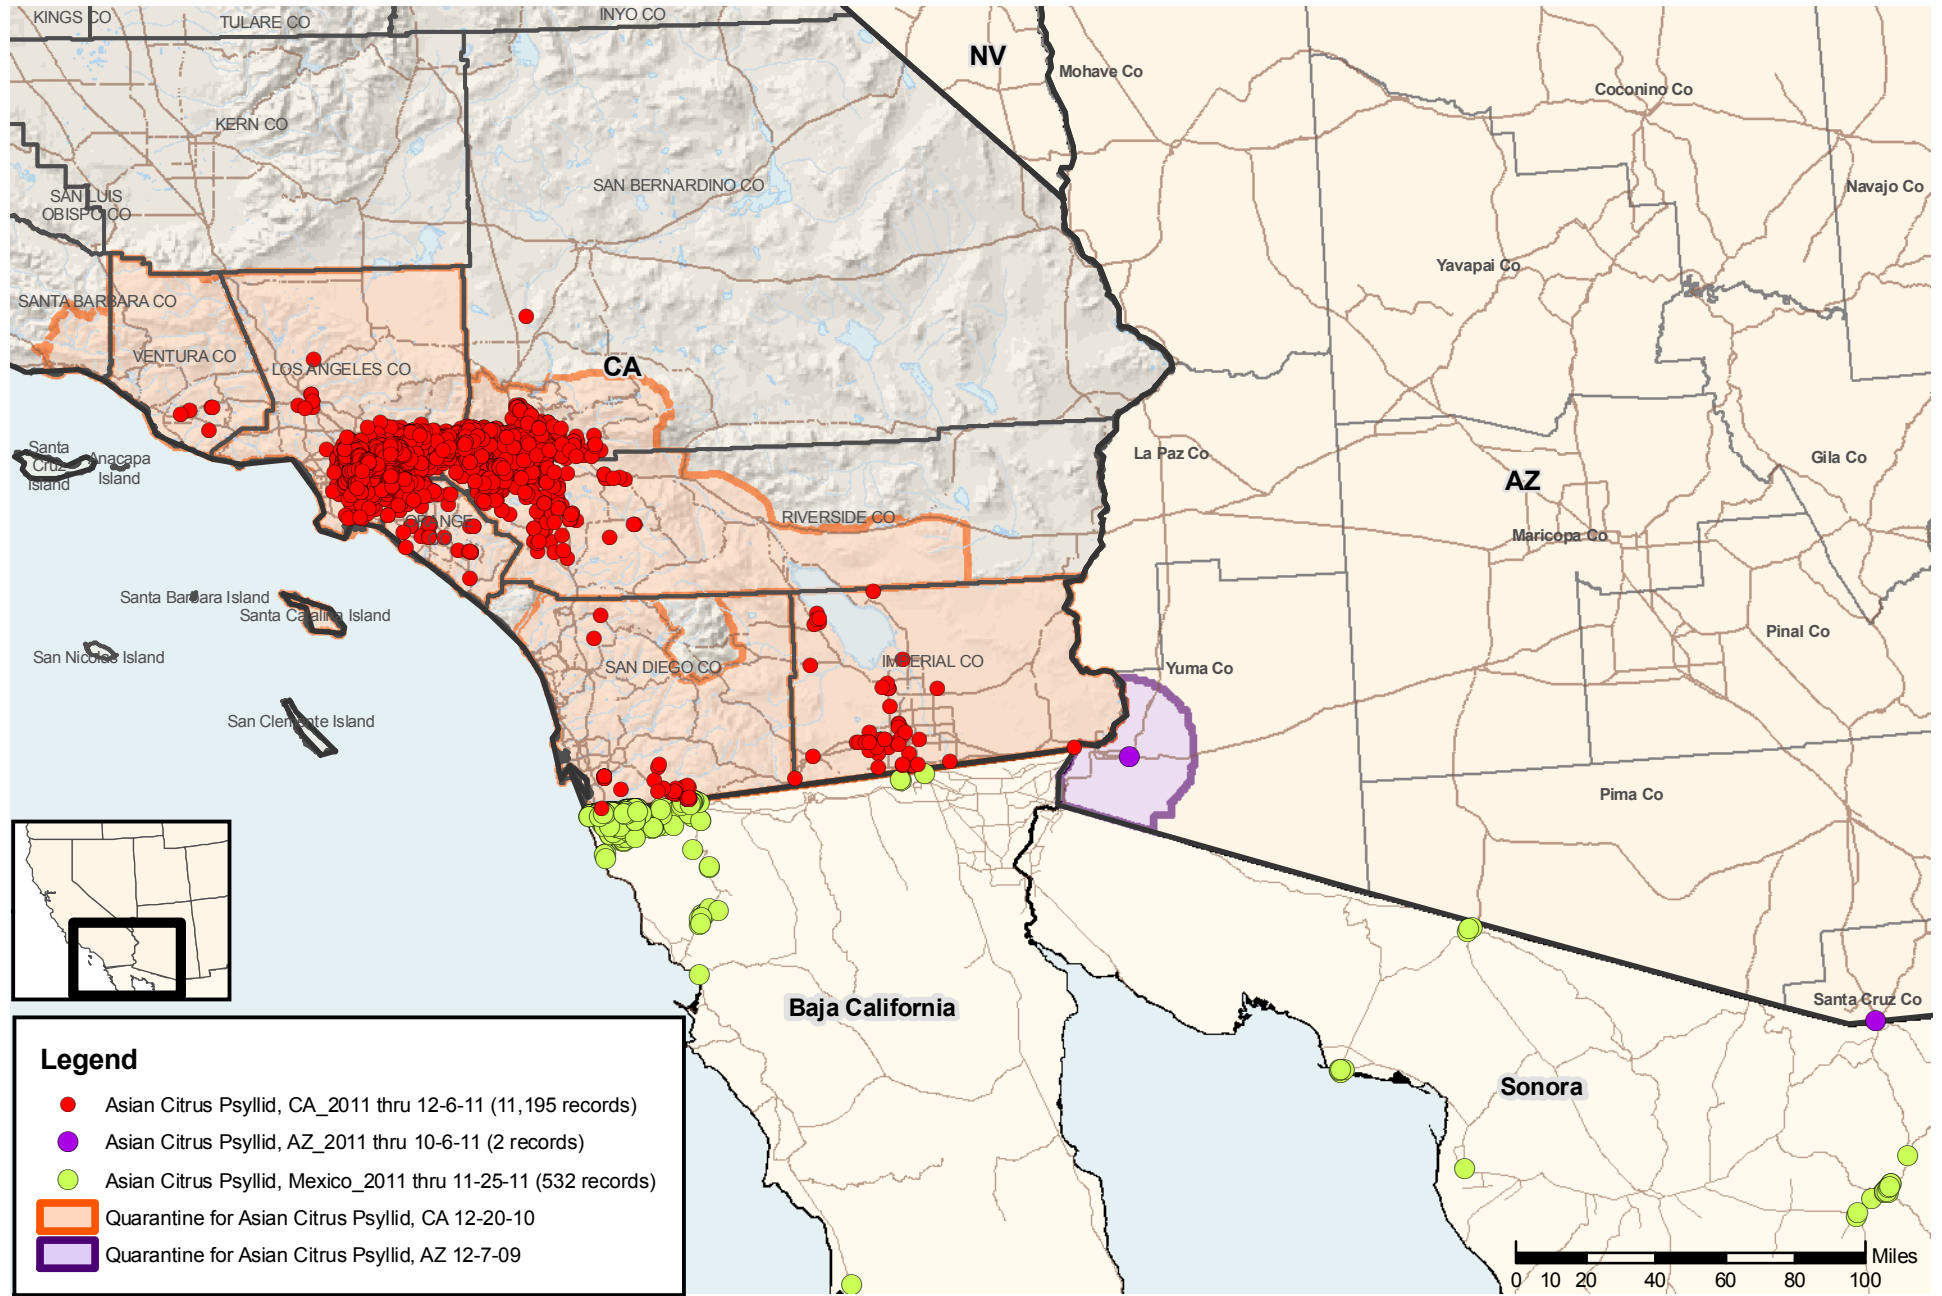 KINGS CO
TULARE CO
INYO CO
NV
Mohave Co
Coconino Co
KERN CO
SAN BERNARDINO CO
SAN LUIS
OBISPO CO
Navajo Co
Yavapai Co
SANTA BARBARA CO
VENTURA CO
LOS ANGELES CO
CA
La Paz Co
Gila Co
AZ
Santa
Cruz
Island
Anacapa
Island
ORANGE
RIVERSIDE CO
Maricopa Co
Santa Barbara Island
Santa Catalina Island
San Nicolas Island
SAN DIEGO CO
IMPERIAL CO
Yuma Co
Pinal Co
San Clemente Island
Pima Co
Baja California
Santa Cruz Co
Sonora
Legend
Asian Citrus Psyllid, CA_2011 thru 12-6-11 (11,195 records)
Asian Citrus Psyllid, AZ_2011 thru 10-6-11 (2 records)
Asian Citrus Psyllid, Mexico_2011 thru 11-25-11 (532 records)
Quarantine for Asian Citrus Psyllid, CA 12-20-10
Quarantine for Asian Citrus Psyllid, AZ 12-7-09
Miles
0 10 20 40 60 80 100